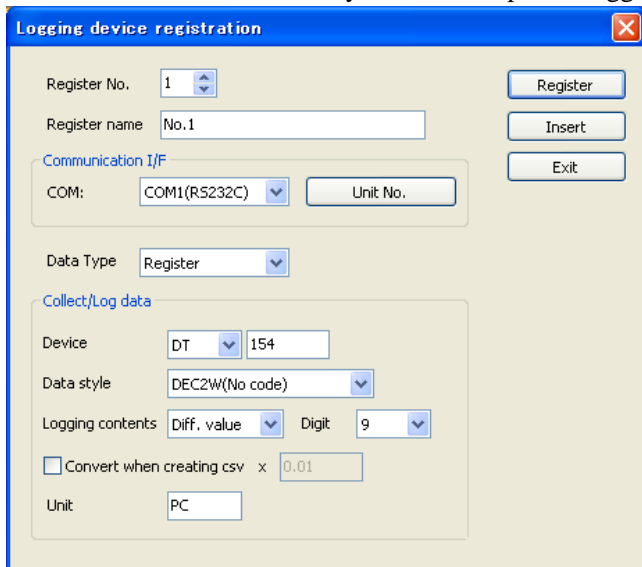 Logging device registration
Register No. 1 Register
Register name No.1 Insert
Communication I/F Exit
COM: COM1(RS232C) Unit No.
Data Type Register
Collect/Log data
Device DT 154
Data style DEC2W(No code)
Logging contents Diff. value Digit 9
Convert when creating csv x 0.01
Unit PC